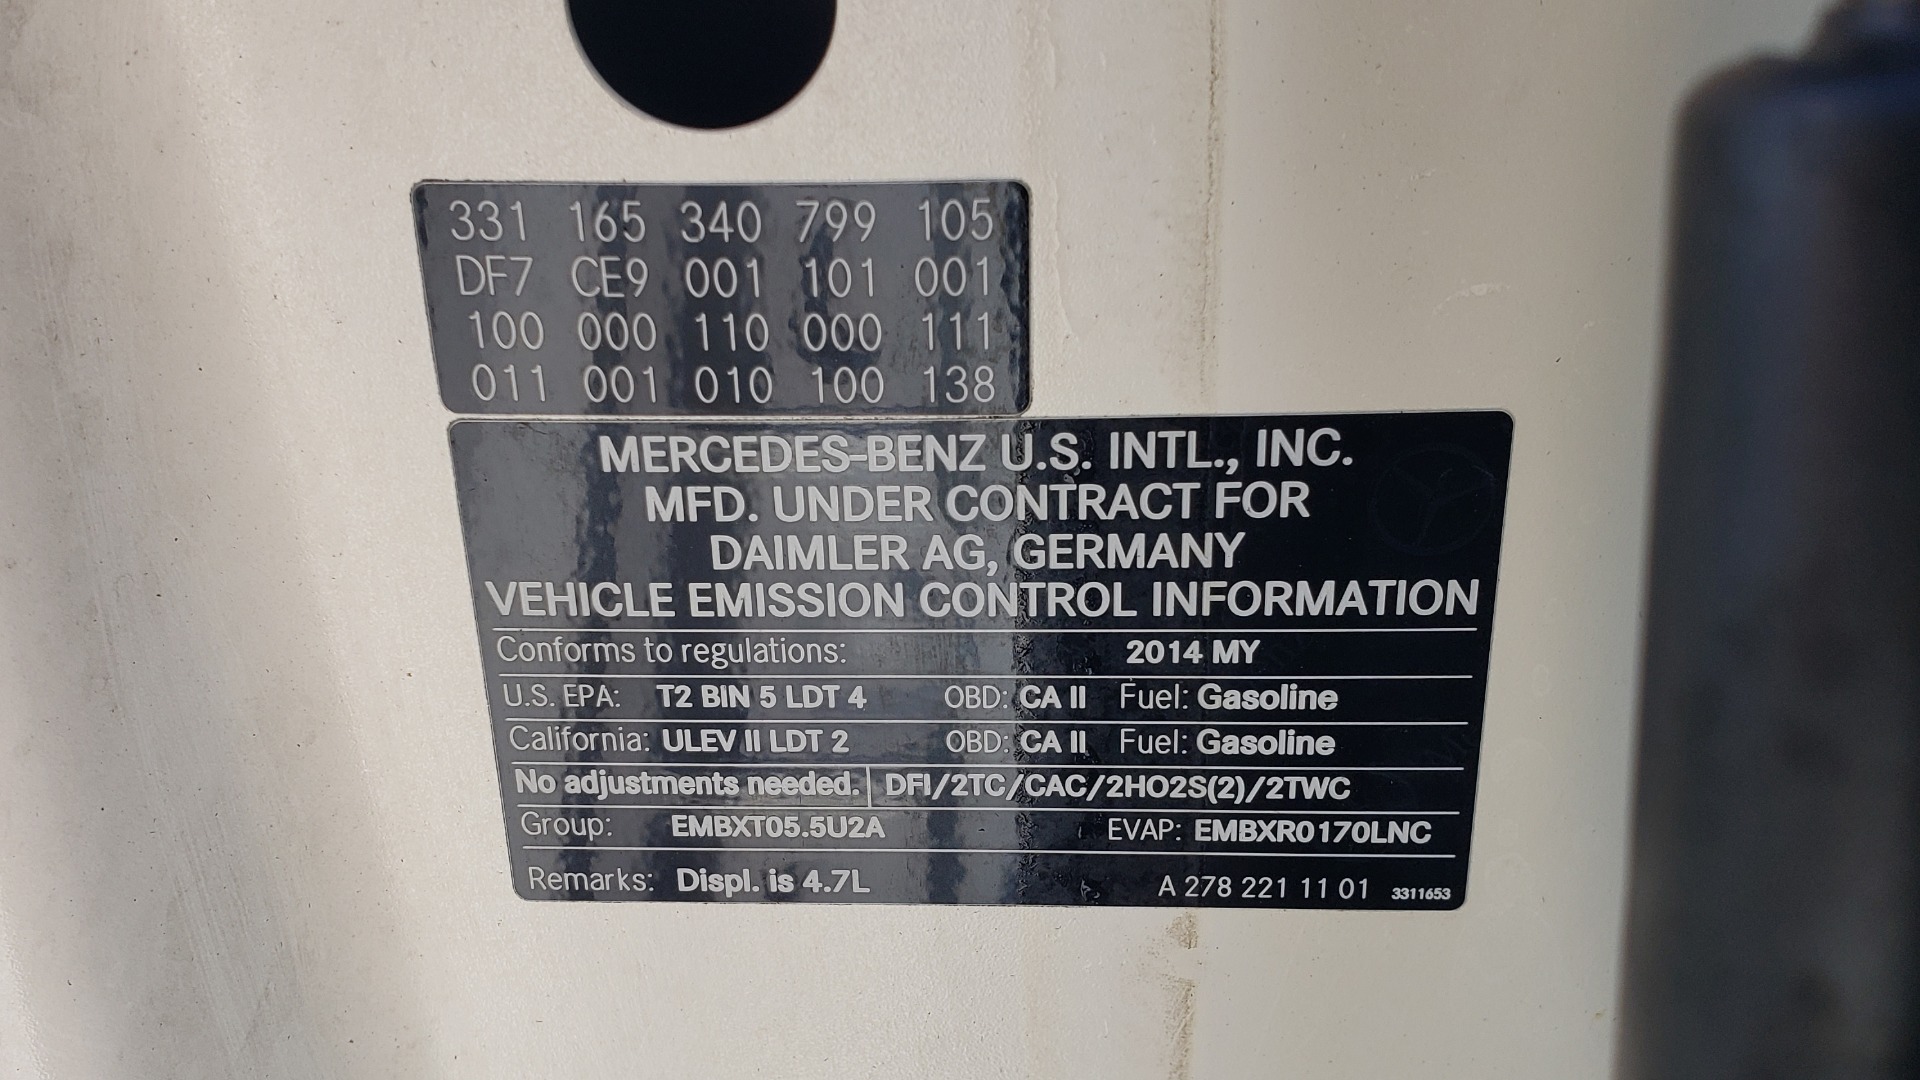 331 165 340 799 105
DF7 CE9 001 101 001
100 000 110 000 111
011 001 010 100 138
MERCEDES-BENZ U.S. INTL., INC.
MFD. UNDER CONTRACT FOR
DAIMLER AG, GERMANY
VEHICLE EMISSION CONTROL INFORMATION
Conforms to regulations: 2014 MY
U.S. EPA: T2 BIN 5 LDT 4 OBD: CA II Fuel: Gasoline
California: ULEV II LDT 2 OBD: CA II Fuel: Gasoline
No adjustments needed. DFI/2TC/CAC/2HO2S(2)/2TWC
Group: EMBXT05.5U2A EVAP: EMBXR0170LNC
Remarks: Displ. is 4.7L A 278 221 11 01 3311653